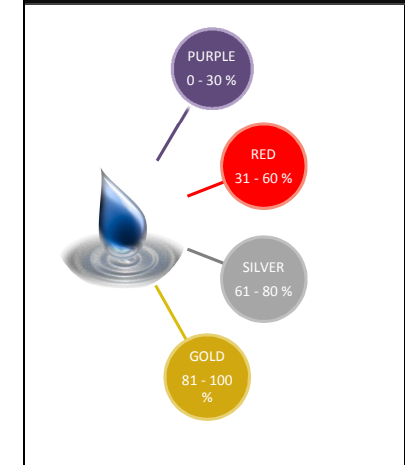 PURPLE
0 - 30 %
RED
31 - 60 %
SILVER
61 - 80 %
GOLD
81 - 100
%